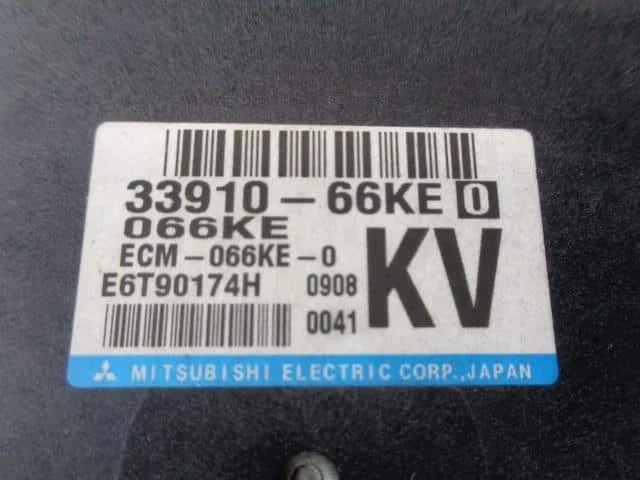 33910-66KE 0
066KE
ECM-066KE-0
E6T90174H 0908
KV
0041
MITSUBISHI ELECTRIC CORP., JAPAN